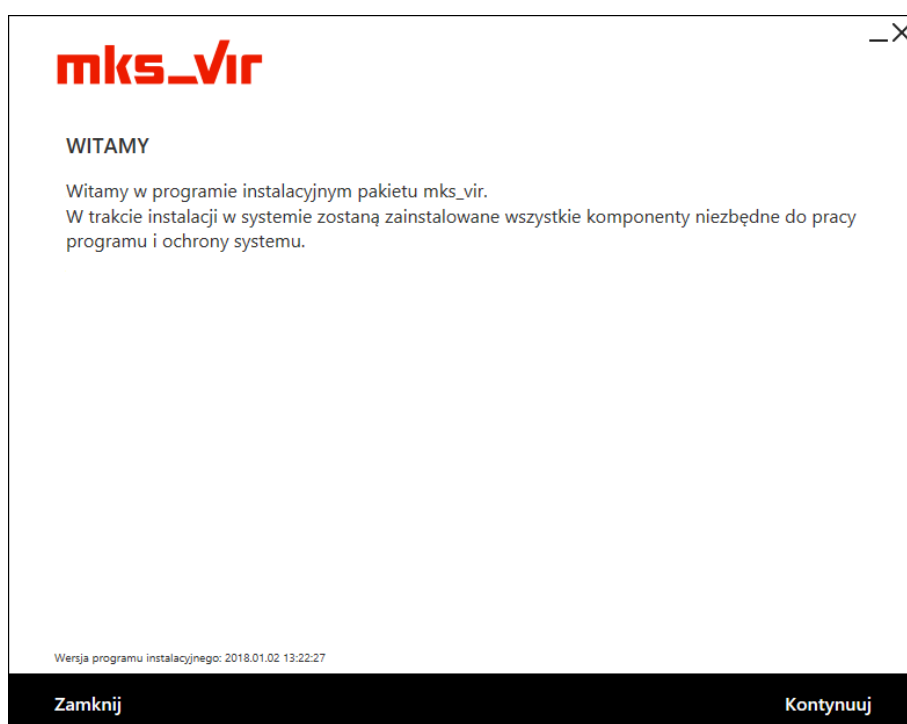 mks_vir
WITAMY
Witamy w programie instalacyjnym pakietu mks_vir.
W trakcie instalacji w systemie zostaną zainstalowane wszystkie komponenty niezbędne do pracy
programu i ochrony systemu.
Wersja programu instalacyjnego: 2018.01.02 13:22:27
Zamknij
Kontynuuj